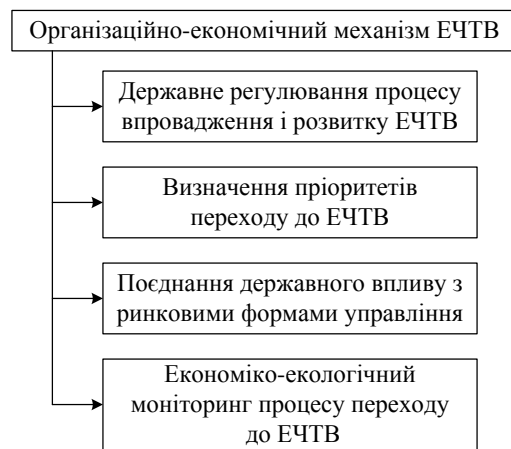 Організаційно-економічний механізм ЕЧТВ
Державне регулювання процесу
впровадження і розвитку ЕЧТВ
Визначення пріоритетів
переходу до ЕЧТВ
Поєднання державного впливу з
ринковими формами управління
Економіко-екологічний
моніторинг процесу переходу
до ЕЧТВ